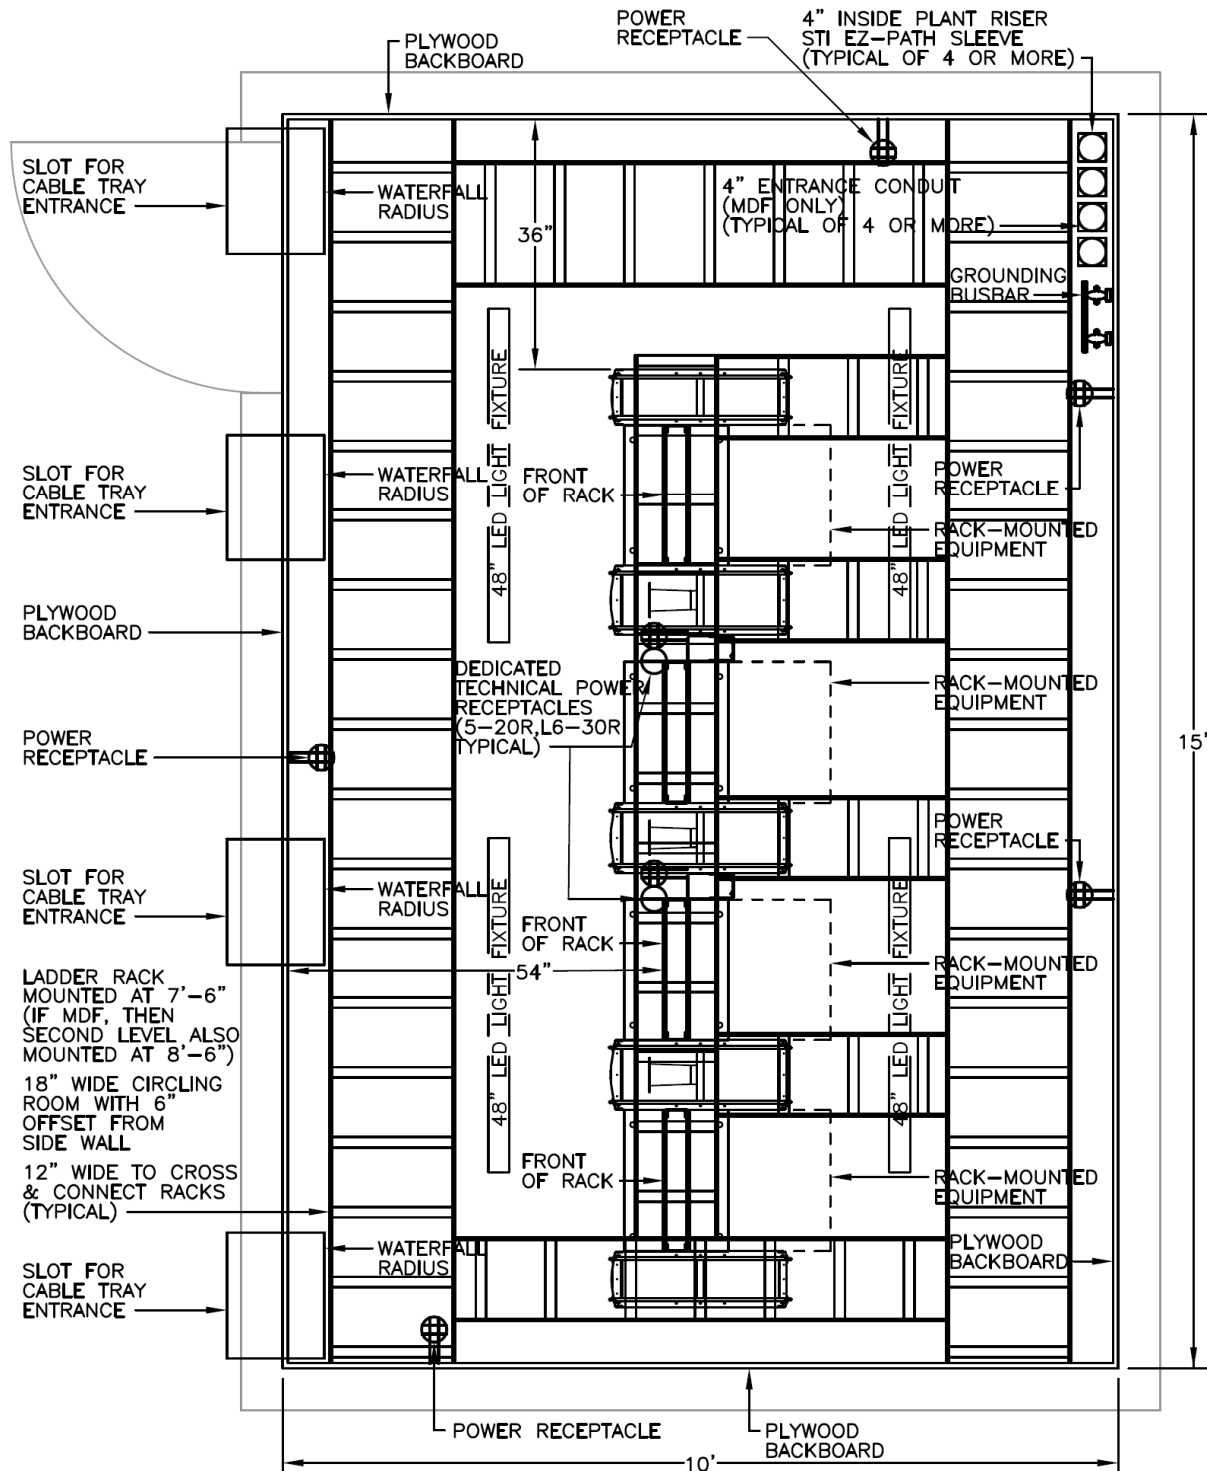 POWER
RECEPTACLE
4" INSIDE PLANT RISER
STI EZ-PATH SLEEVE
(TYPICAL OF 4 OR MORE)
PLYWOOD
BACKBOARD
SLOT FOR
CABLE TRAY
ENTRANCE
WATERFALL
RADIUS
36"
4" ENTRANCE CONDUIT
(MDF ONLY)
(TYPICAL OF 4 OR MORE)
GROUNDING
BUSBAR
48" LED LIGHT FIXTURE
48" LED LIGHT FIXTURE
SLOT FOR
CABLE TRAY
ENTRANCE
WATERFALL
RADIUS
FRONT
OF RACK
POWER
RECEPTACLE
RACK-MOUNTED
EQUIPMENT
PLYWOOD
BACKBOARD
DEDICATED
TECHNICAL POWER
RECEPTACLES
(5-20R,L6-30R
TYPICAL)
RACK-MOUNTED
EQUIPMENT
POWER
RECEPTACLE
15'
POWER
RECEPTACLE
SLOT FOR
CABLE TRAY
ENTRANCE
WATERFALL
RADIUS
48" LED LIGHT FIXTURE
48" LED LIGHT FIXTURE
FRONT
OF RACK
54"
RACK-MOUNTED
EQUIPMENT
LADDER RACK
MOUNTED AT 7'-6"
(IF MDF, THEN
SECOND LEVEL ALSO
MOUNTED AT 8'-6")
18" WIDE CIRCLING
ROOM WITH 6"
OFFSET FROM
SIDE WALL
12" WIDE TO CROSS
& CONNECT RACKS
(TYPICAL)
FRONT
OF RACK
RACK-MOUNTED
EQUIPMENT
SLOT FOR
CABLE TRAY
ENTRANCE
WATERFALL
RADIUS
PLYWOOD
BACKBOARD
POWER RECEPTACLE
PLYWOOD
BACKBOARD
10'